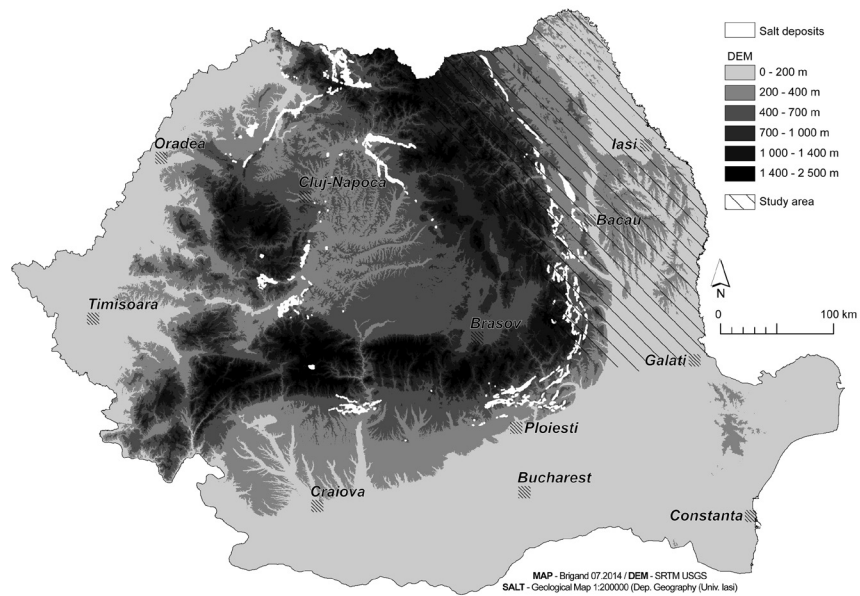 Salt deposits
DEM
0 - 200 m
200 - 400 m
400 - 700 m
700 - 1 000 m
1 000 - 1 400 m
1 400 - 2 500 m
Study area
N
0 100 km
Oradea
Iasi
Cluj-Napoca
Bacau
Timisoara
Brasov
Galati
Ploiesti
Craiova
Bucharest
Constanta
MAP - Brigand 07.2014 / DEM - SRTM USGS
SALT - Geological Map 1:200000 (Dep. Geography (Univ. Iasi)